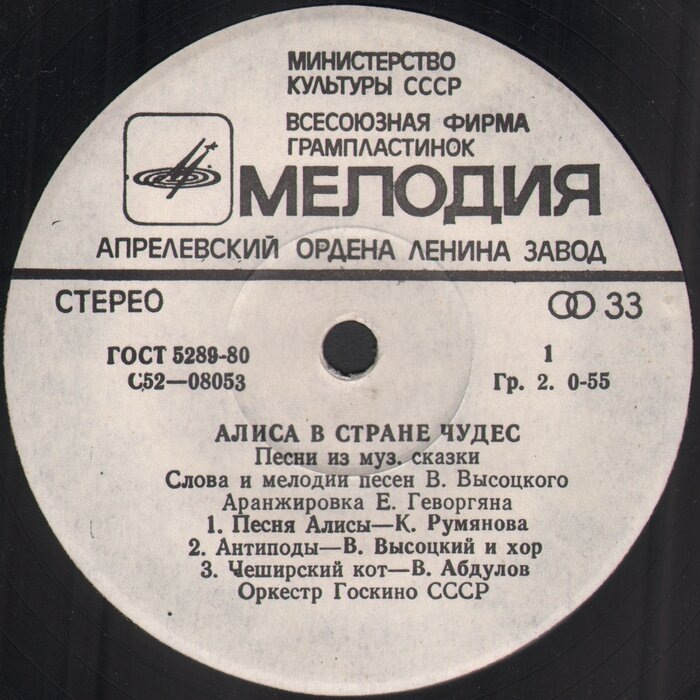 МИНИСТЕРСТВО
КУЛЬТУРЫ СССР
ВСЕСОЮЗНАЯ ФИРМА
ГРАМПЛАСТИНОК
МЕЛОДИЯ
АПРЕЛЕВСКИЙ ОРДЕНА ЛЕНИНА ЗАВОД
СТЕРЕО 33
ГОСТ 5289-80 1
С52—08053 Гр. 2. 0-55
АЛИСА В СТРАНЕ ЧУДЕС
Песни из муз. сказки
Слова и мелодии песен В. Высоцкого
Аранжировка Е. Геворгяна
1. Песня Алисы—К. Румянова
2. Антиподы—В. Высоцкий и хор
3. Чеширский кот—В. Абдулов
Оркестр Госкино СССР